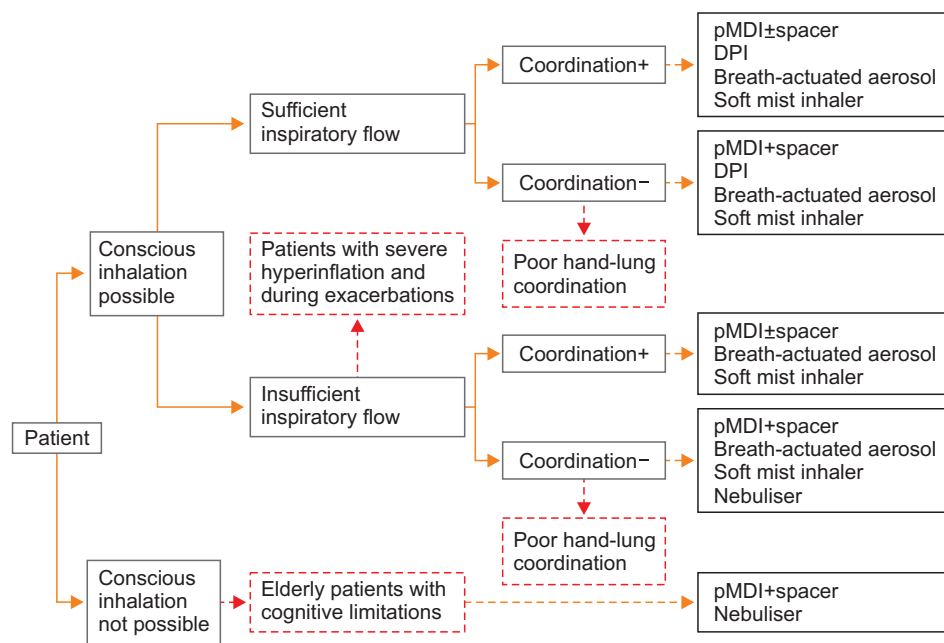 Patient
Conscious
inhalation
possible
Conscious
inhalation
not possible
Sufficient
inspiratory flow
Patients with severe
hyperinflation and
during exacerbations
Insufficient
inspiratory flow
Elderly patients with
cognitive limitations
Coordination+
Coordination−
Poor hand-lung
coordination
Coordination+
Coordination−
Poor hand-lung
coordination
pMDI±spacer
DPI
Breath-actuated aerosol
Soft mist inhaler
pMDI+spacer
DPI
Breath-actuated aerosol
Soft mist inhaler
pMDI±spacer
Breath-actuated aerosol
Soft mist inhaler
pMDI+spacer
Breath-actuated aerosol
Soft mist inhaler
Nebuliser
pMDI+spacer
Nebuliser